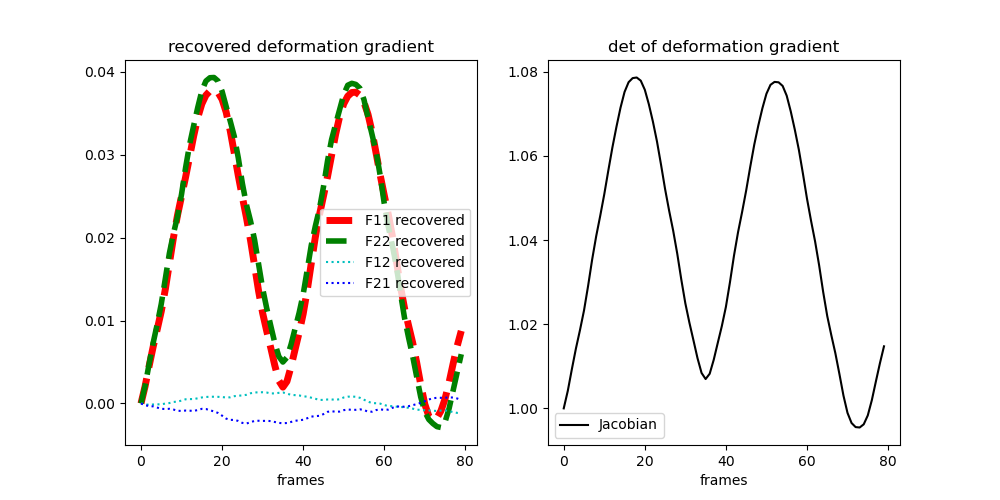 recovered deformation gradient
0.04
0.03
0.02
0.01
0.00
F11 recovered
F22 recovered
F12 recovered
F21 recovered
0 20 40 60 80
frames
det of deformation gradient
1.08
1.06
1.04
1.02
1.00
Jacobian
0 20 40 60 80
frames